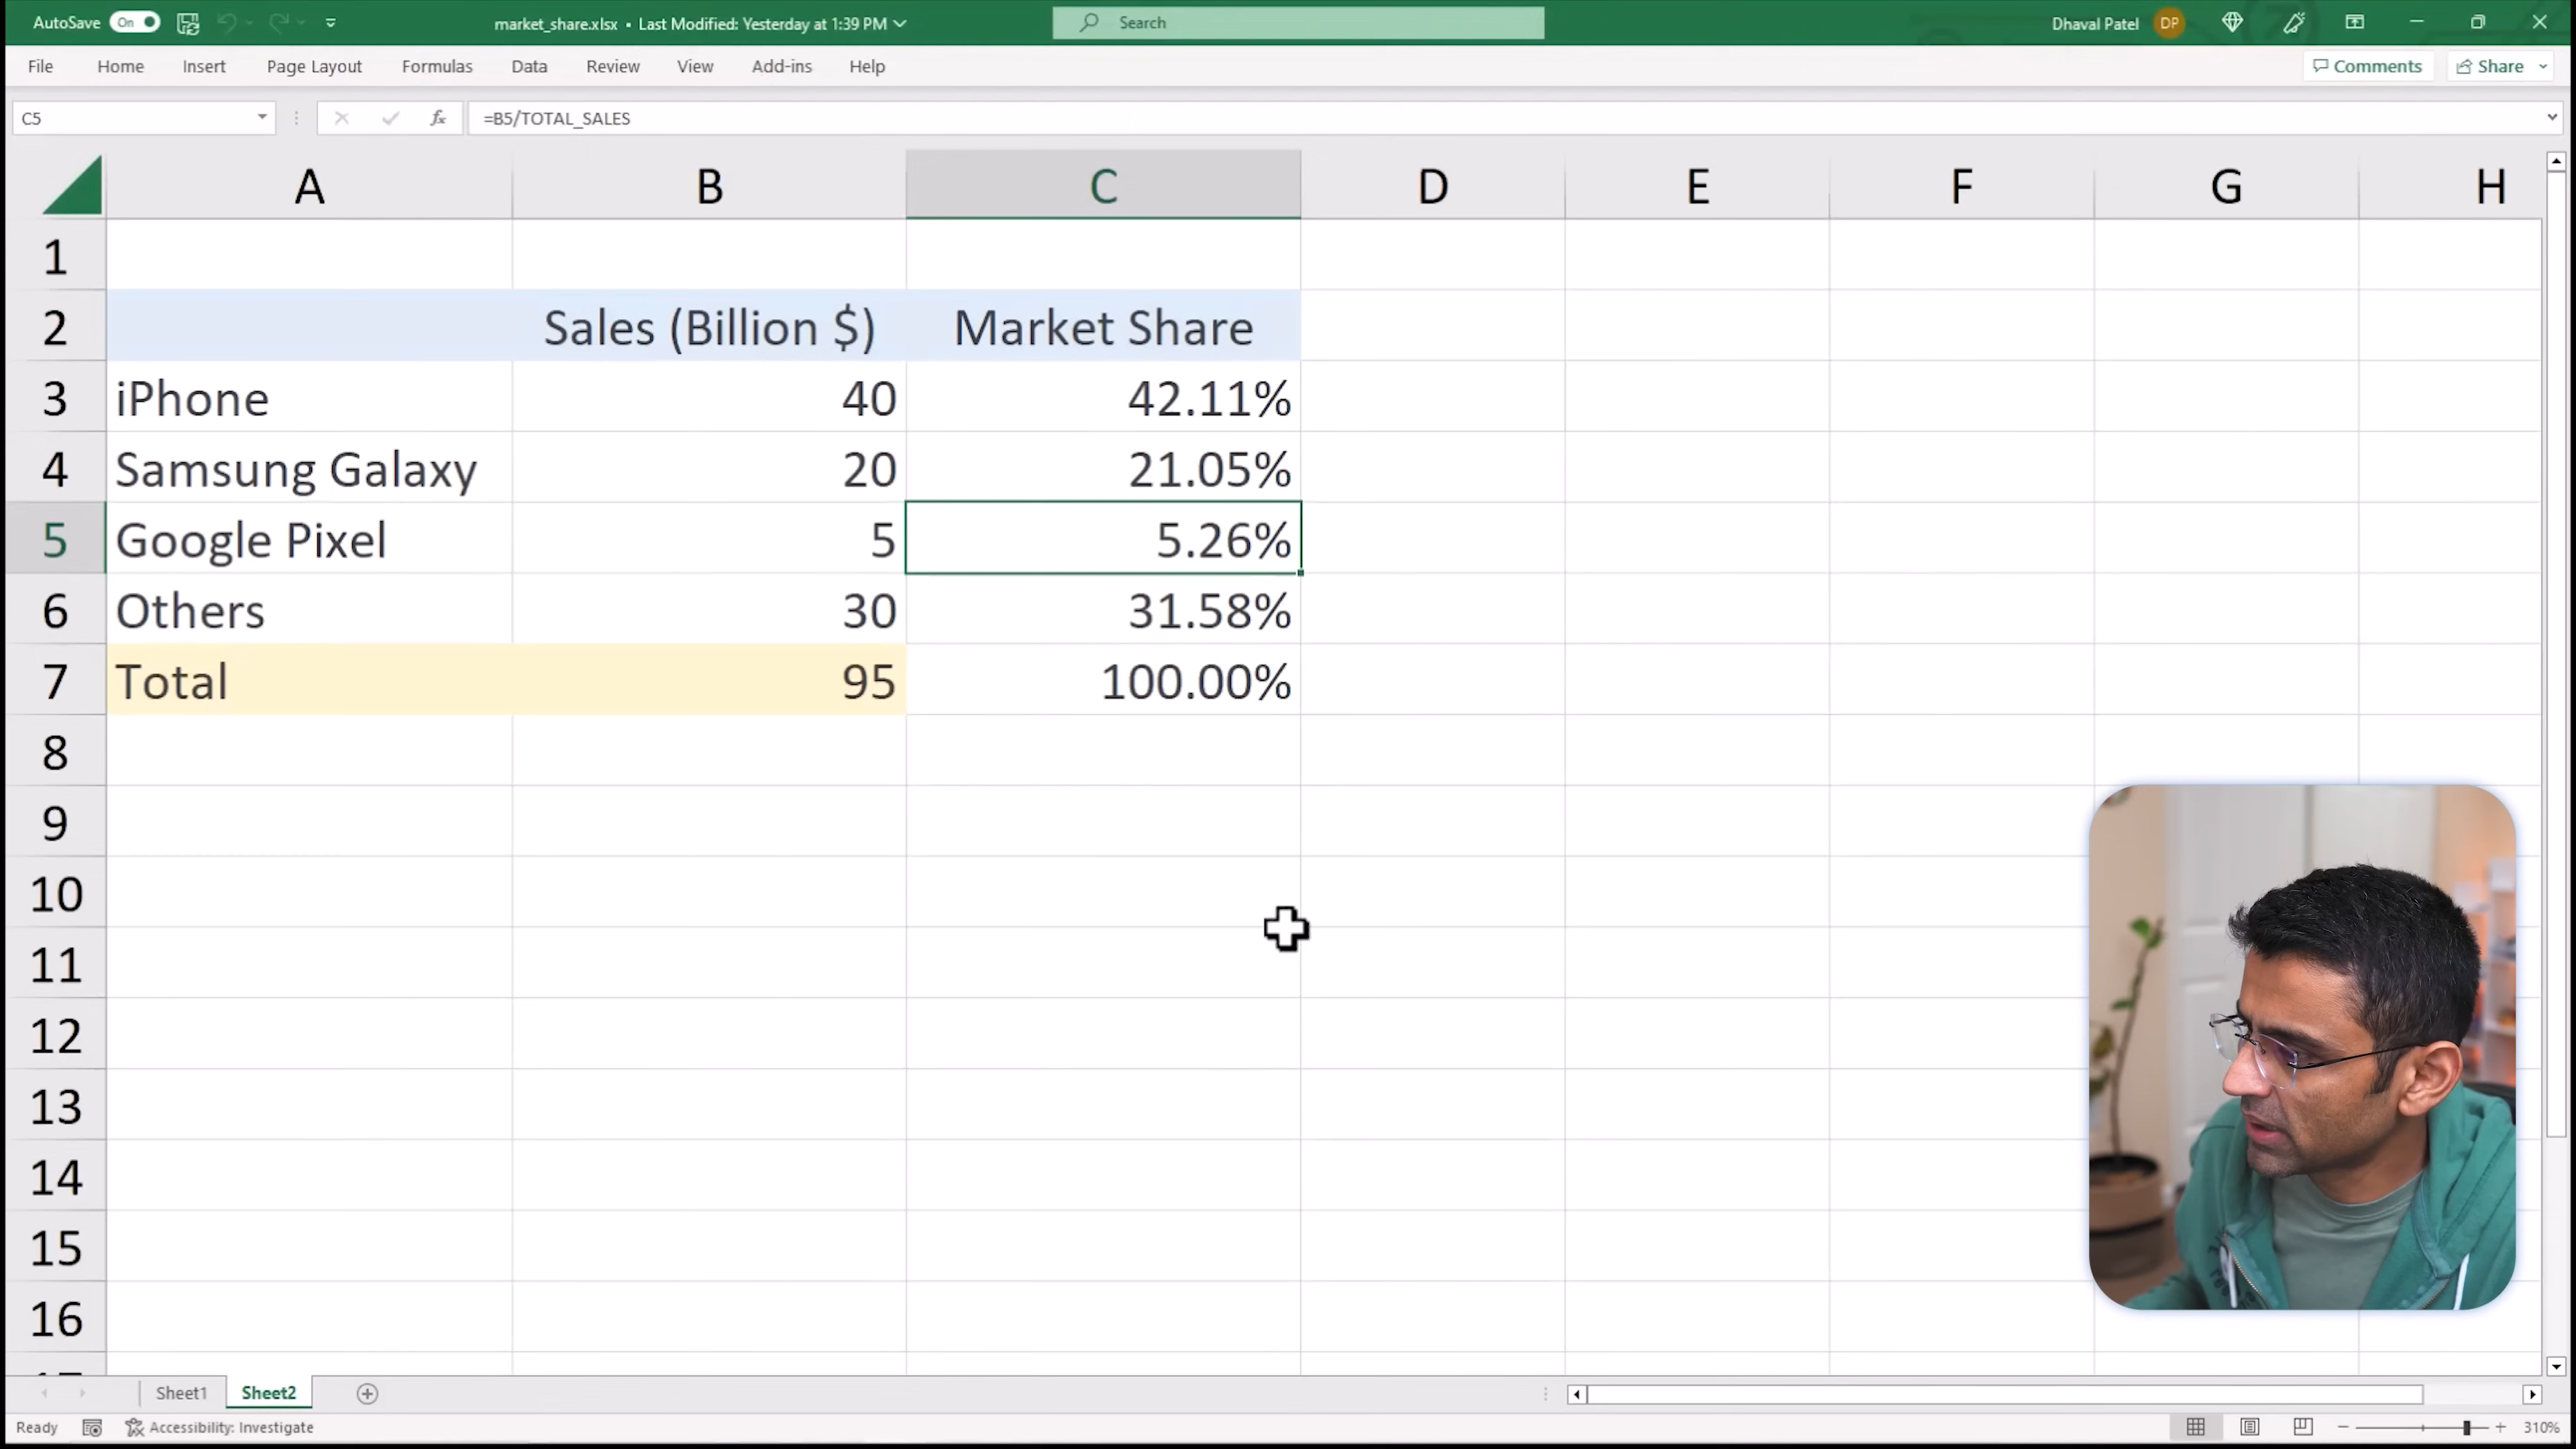 AutoSave On market_share.xlsx • Last Modified: Yesterday at 1:39 PM Search Dhaval Patel DP
File Home Insert Page Layout Formulas Data Review View Add-ins Help Comments Share
C5 fx =B5/TOTAL_SALES
A B C D E F G H
1
2 Sales (Billion $) Market Share
3 iPhone 40 42.11%
4 Samsung Galaxy 20 21.05%
5 Google Pixel 5 5.26%
6 Others 30 31.58%
7 Total 95 100.00%
8
9
10
11
12
13
14
15
16
Sheet1 Sheet2
Ready Accessibility: Investigate 310%